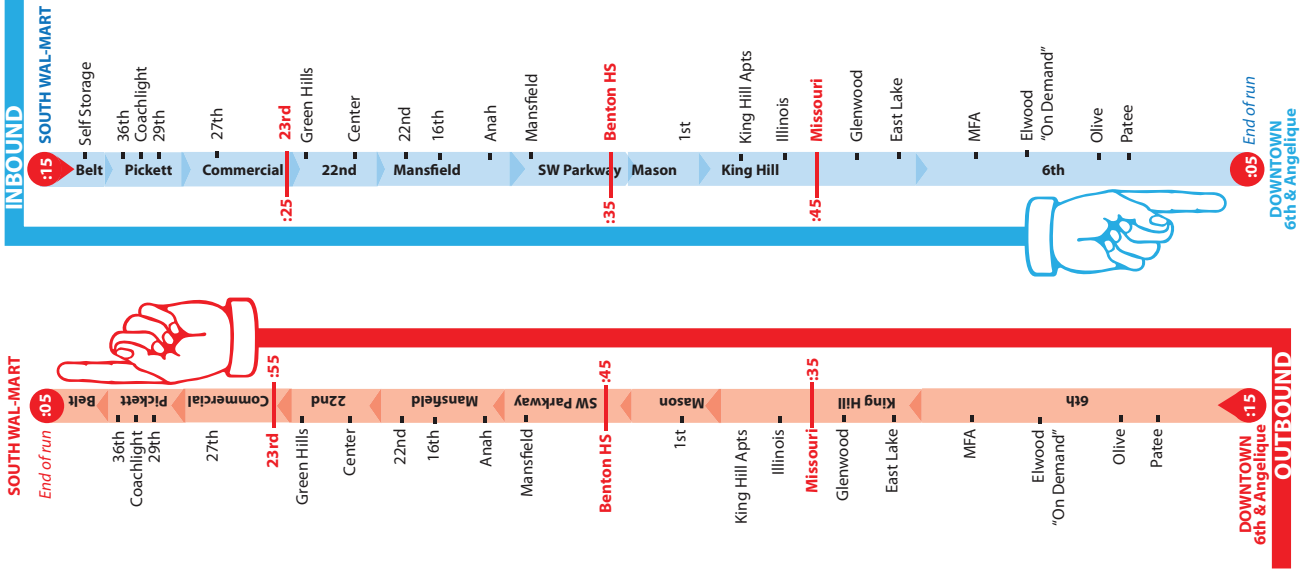 INBOUND
SOUTH WAL-MART
:15
Self Storage
36th
Coachlight
29th
27th
23rd
Green Hills
Center
22nd
16th
Anah
Mansfield
Benton HS
1st
King Hill Apts
Illinois
Missouri
Glenwood
East Lake
MFA
Elwood
"On Demand"
Olive
Patee
End of run
:05
DOWNTOWN
6th & Angelique
Belt
Pickett
Commercial
22nd
Mansfield
SW Parkway
Mason
King Hill
6th
:25
:35
:45
SOUTH WAL-MART
End of run
:05
:55
:45
:35
:15
Belt
Pickett
Commercial
22nd
Mansfield
SW Parkway
Mason
King Hill
6th
36th
Coachlight
29th
27th
23rd
Green Hills
Center
22nd
16th
Anah
Mansfield
Benton HS
1st
King Hill Apts
Illinois
Missouri
Glenwood
East Lake
MFA
Elwood
"On Demand"
Olive
Patee
DOWNTOWN
6th & Angelique
OUTBOUND